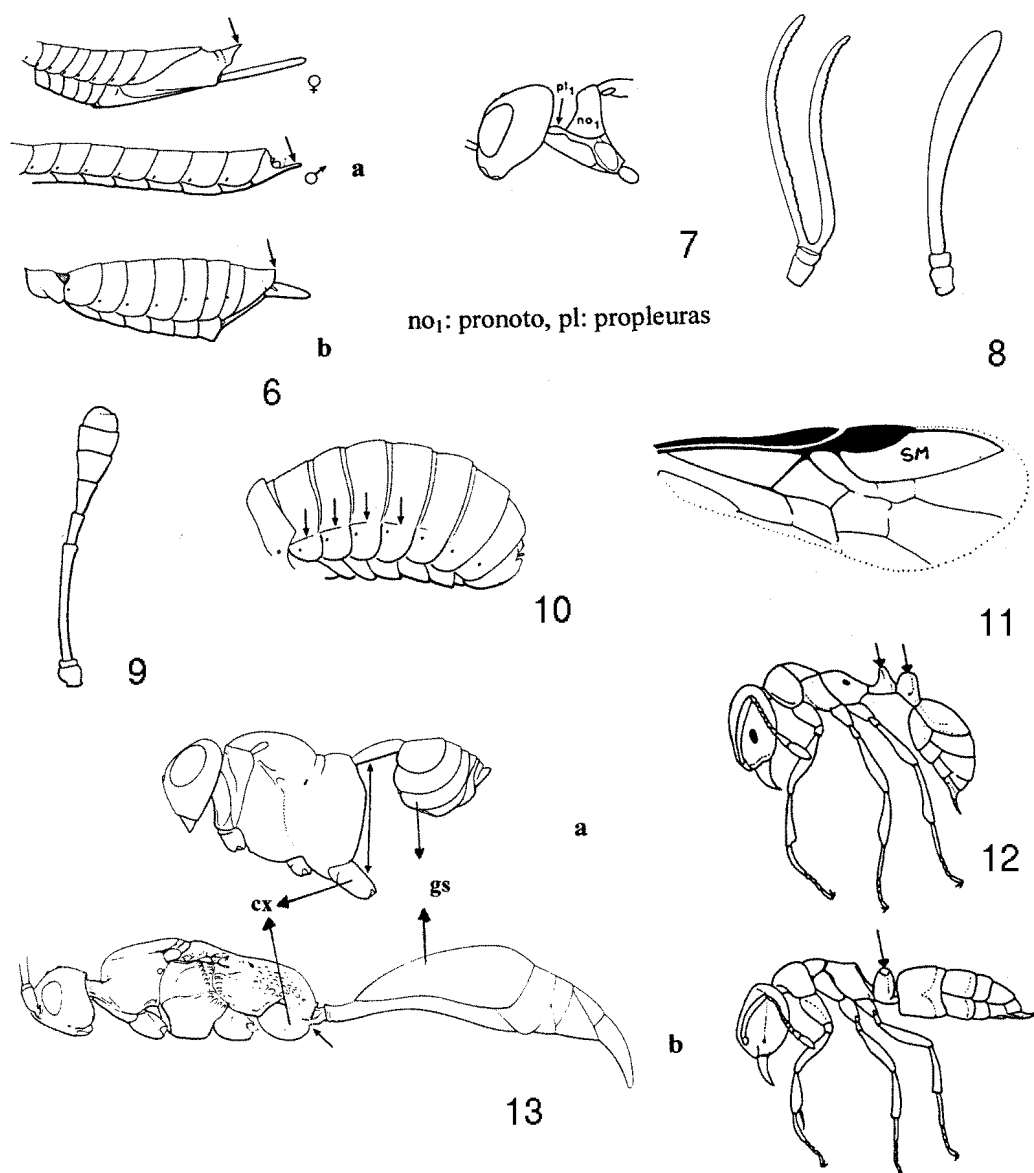 ♀
a
♂
b
6
pl₁
no₁
7
no₁: pronoto, pl: propleuras
8
9
10
SM
11
a
12
cx
gs
b
13